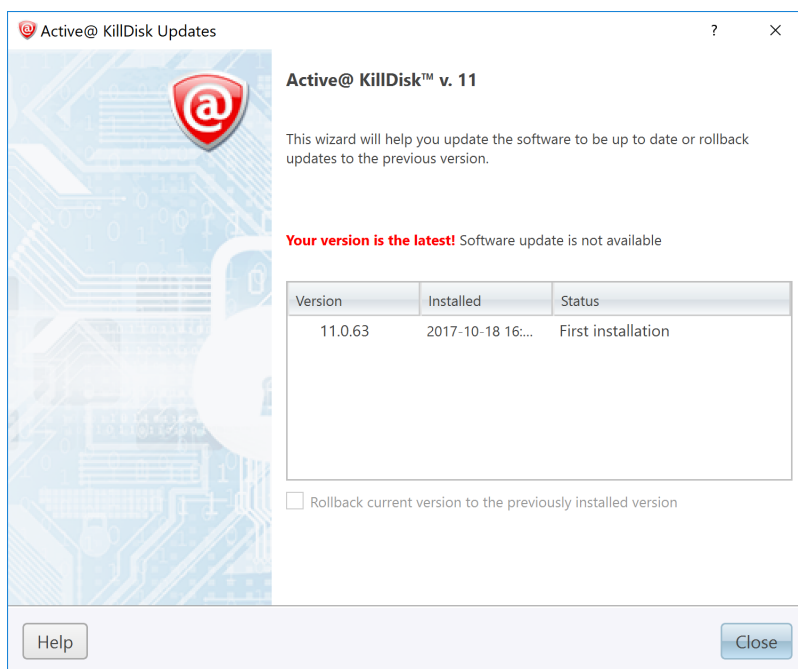 Active@ KillDisk Updates
?
Active@ KillDisk™ v. 11
This wizard will help you update the software to be up to date or rollback
updates to the previous version.
Your version is the latest! Software update is not available
Version Installed Status
11.0.63 2017-10-18 16:... First installation
Rollback current version to the previously installed version
Help Close